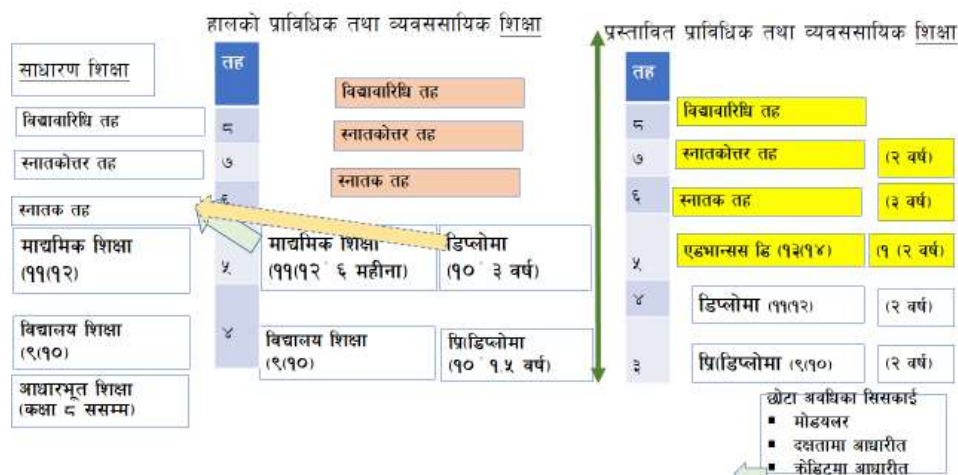 हालको प्राविधिक तथा व्यवससायिक शिक्षा
साधारण शिक्षा
विद्यावारिधि तह
स्नातकोत्तर तह
स्नातक तह
माद्यमिक शिक्षा
(११(१२)
विद्यालय शिक्षा
(९(१०)
आधारभूत शिक्षा
(कक्षा ८ ससम्म)
तह
८
७
६
५
४
विद्यावारिधि तह
स्नातकोत्तर तह
स्नातक तह
माद्यमिक शिक्षा
(११(१२ ६ महीना)
डिप्लोमा
(१० ३ वर्ष)
विद्यालय शिक्षा
(९(१०)
प्रि(डिप्लोमा
(१० १.५ वर्ष)
प्रस्तावित प्राविधिक तथा व्यवससायिक शिक्षा
तह
८
विद्यावारिधि तह
७
स्नातकोत्तर तह
(२ वर्ष)
६
स्नातक तह
(३ वर्ष)
५
एडभान्सस डि (१३(१४)
(१ (२ वर्ष)
४
डिप्लोमा (११(१२)
(२ वर्ष)
३
प्रि(डिप्लोमा (९(१०)
(२ वर्ष)
छोटा अवधिका सिसकाई
▪ मोडयलर
▪ दक्षतामा आधारीत
▪ क्रेडिटमा आधारीत